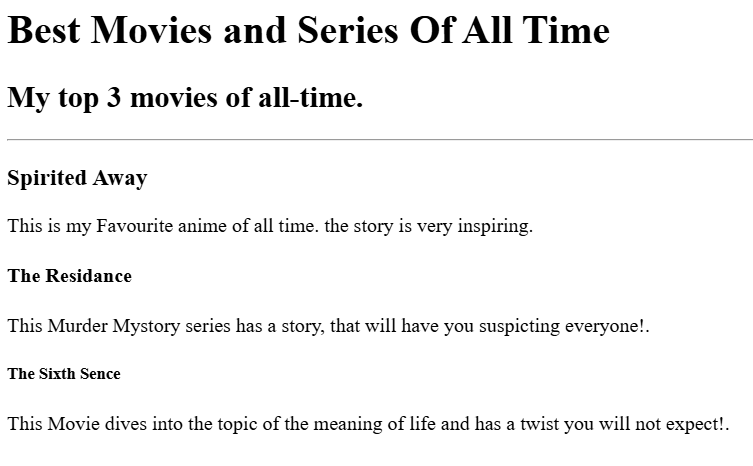 Best Movies and Series Of All Time
My top 3 movies of all-time.
Spirited Away
This is my Favourite anime of all time. the story is very inspiring.
The Residance
This Murder Mystory series has a story, that will have you suspicting everyone!.
The Sixth Sence
This Movie dives into the topic of the meaning of life and has a twist you will not expect!.